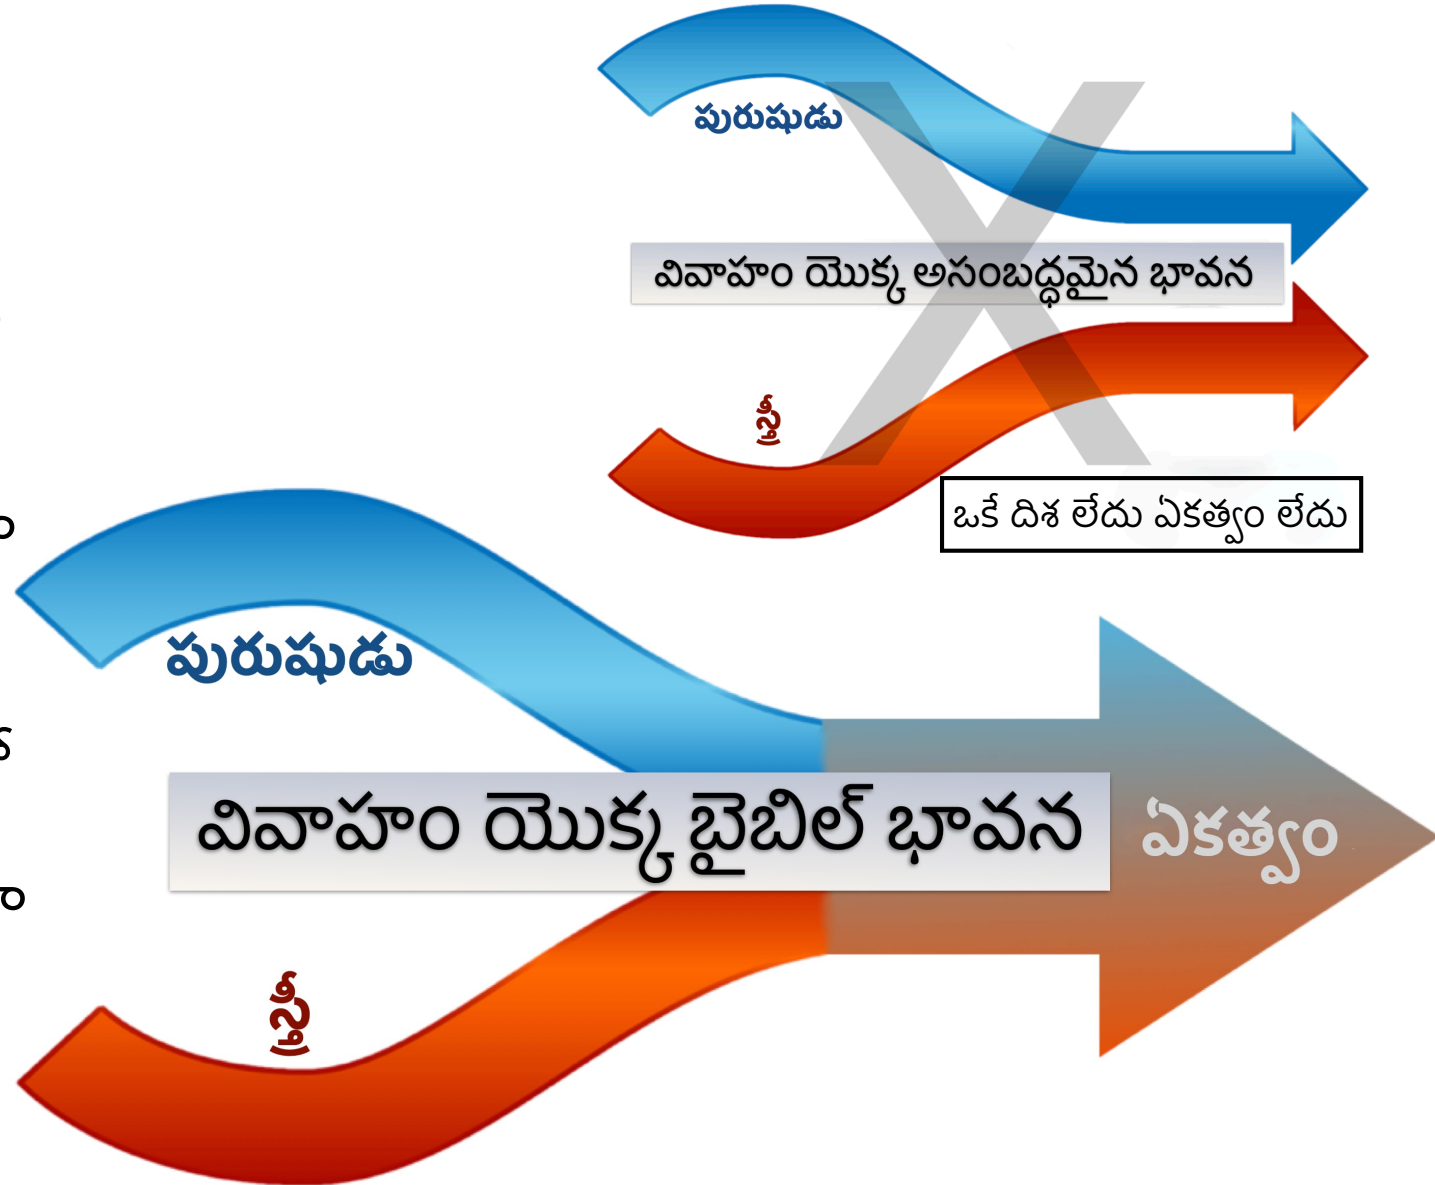 పురుషుడు
వివాహం యొక్క అసంబద్ధమైన భావన
స్త్రీ
ఒకే దిశ లేదు ఏకత్వం లేదు
పురుషుడు
వివాహం యొక్క బైబిల్ భావన
ఏకత్వం
స్త్రీ